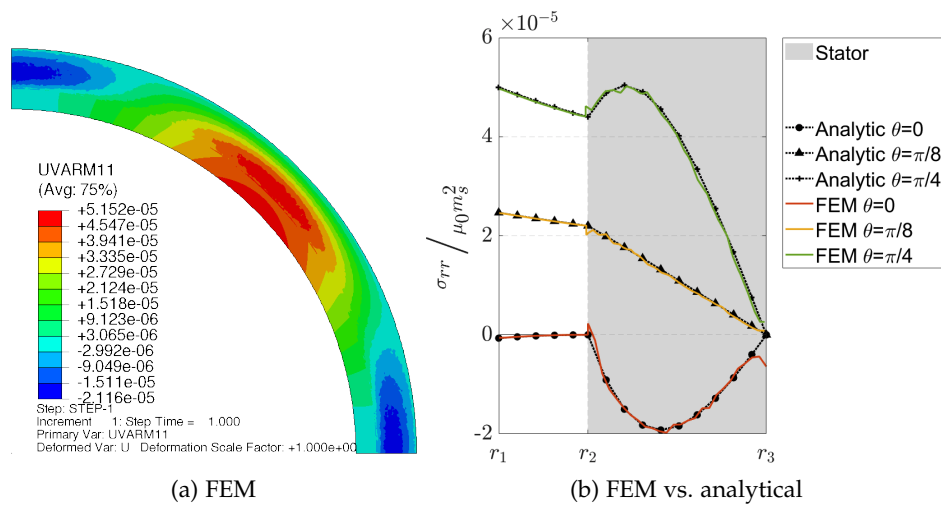 UVARM11
(Avg: 75%)
+5.152e-05
+4.547e-05
+3.941e-05
+3.335e-05
+2.729e-05
+2.124e-05
+1.518e-05
+9.123e-06
+3.065e-06
-2.992e-06
-9.049e-06
-1.511e-05
-2.116e-05
Step: STEP-1
Increment 1: Step Time = 1.000
Primary Var: UVARM11
Deformed Var: U Deformation Scale Factor: +1.000e+00
(a) FEM
×10⁻⁵
6
4
2
0
-2
σ_rr / μ₀m_s²
r₁ r₂ r₃
Stator
Analytic θ=0
Analytic θ=π/8
Analytic θ=π/4
FEM θ=0
FEM θ=π/8
FEM θ=π/4
(b) FEM vs. analytical